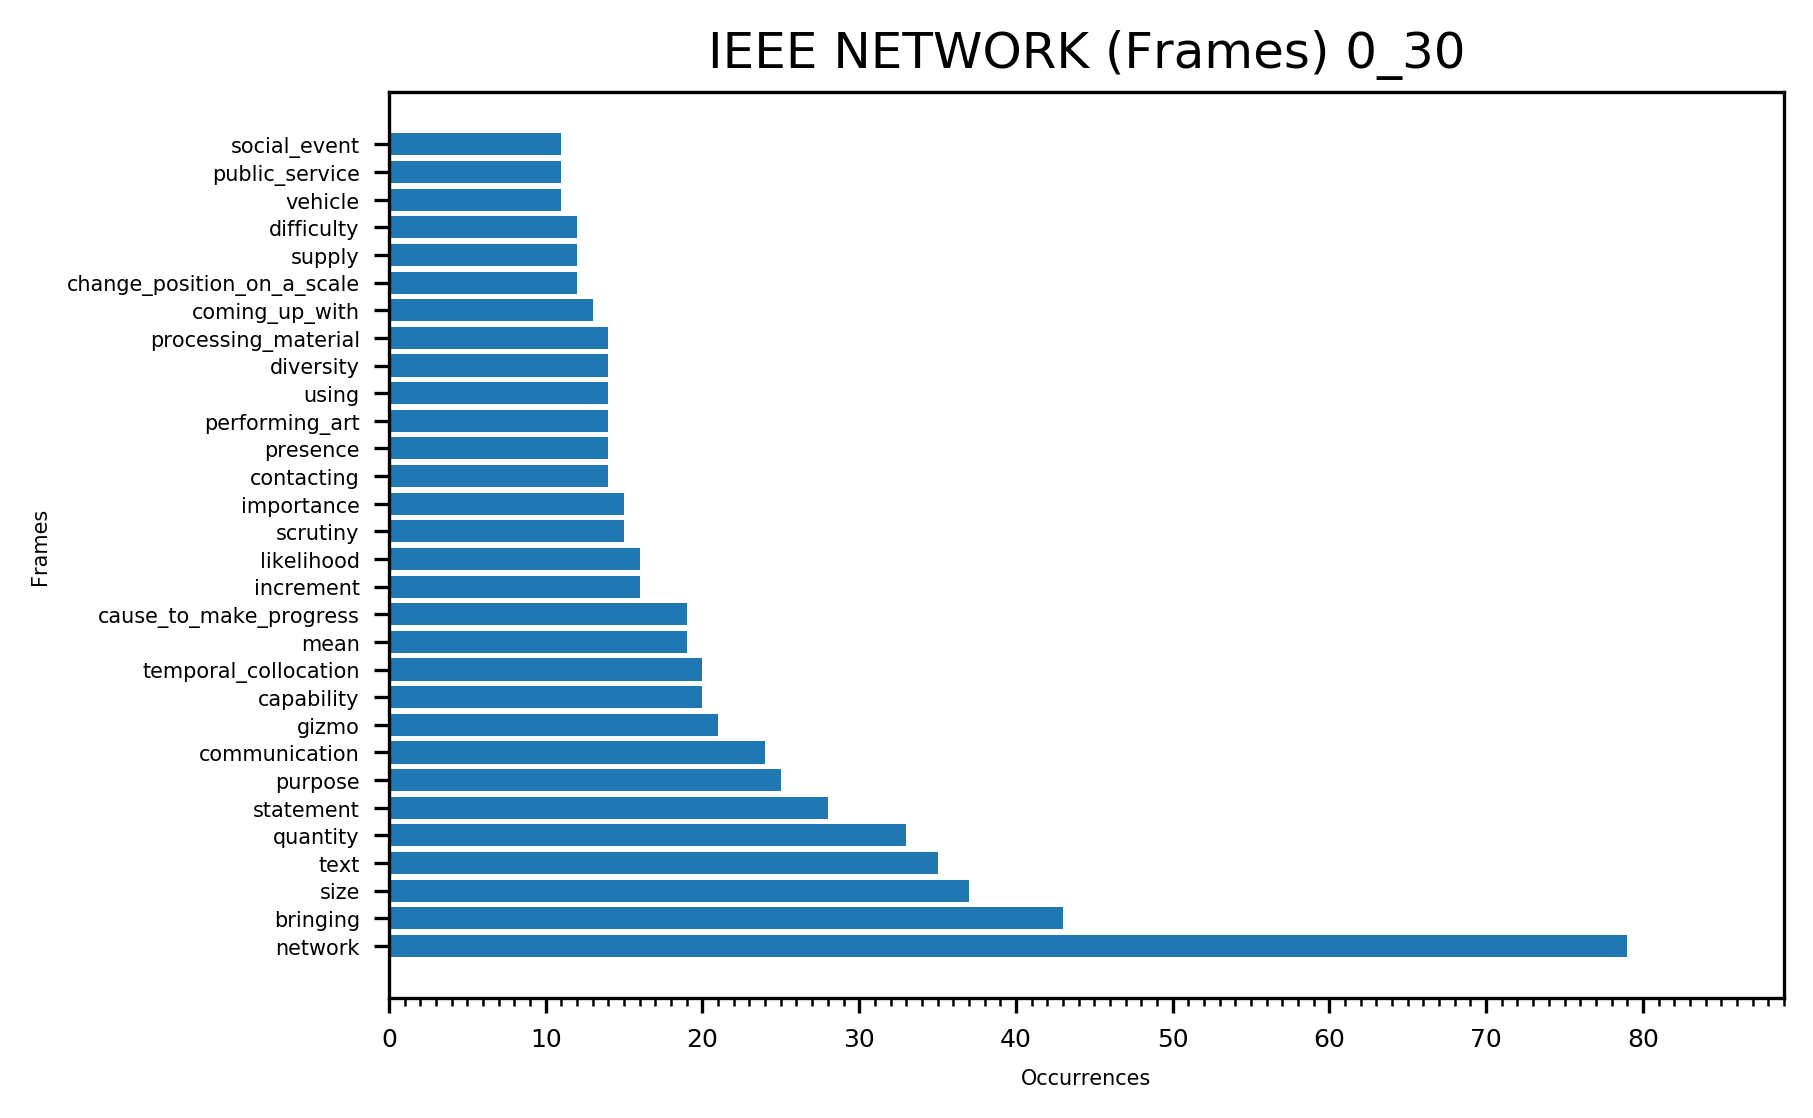 IEEE NETWORK (Frames) 0_30
social_event
public_service
vehicle
difficulty
supply
change_position_on_a_scale
coming_up_with
processing_material
diversity
using
performing_art
presence
contacting
importance
scrutiny
likelihood
increment
cause_to_make_progress
mean
temporal_collocation
capability
gizmo
communication
purpose
statement
quantity
text
size
bringing
network
Frames
0 10 20 30 40 50 60 70 80
Occurrences